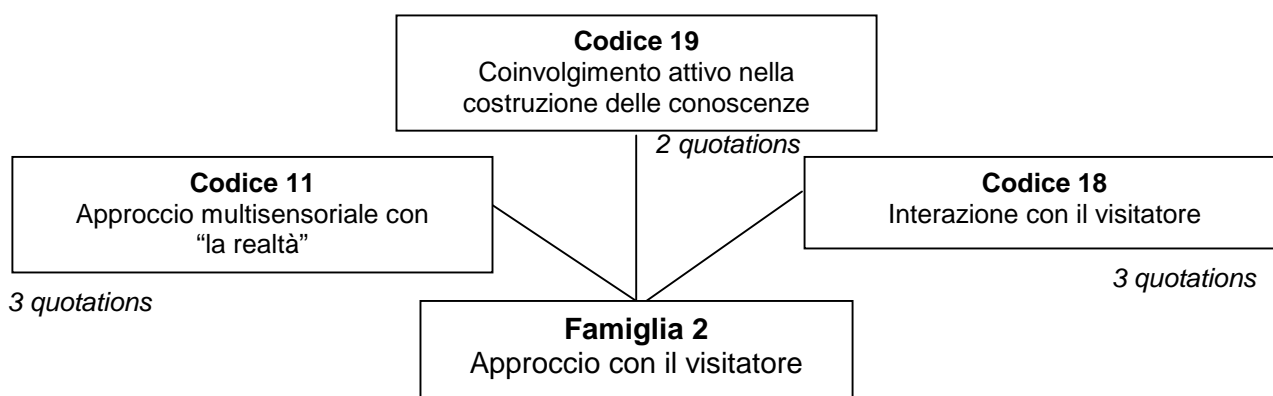 Codice 19
Coinvolgimento attivo nella
costruzione delle conoscenze
2 quotations
Codice 11
Approccio multisensoriale con
“la realtà”
3 quotations
Codice 18
Interazione con il visitatore
3 quotations
Famiglia 2
Approccio con il visitatore